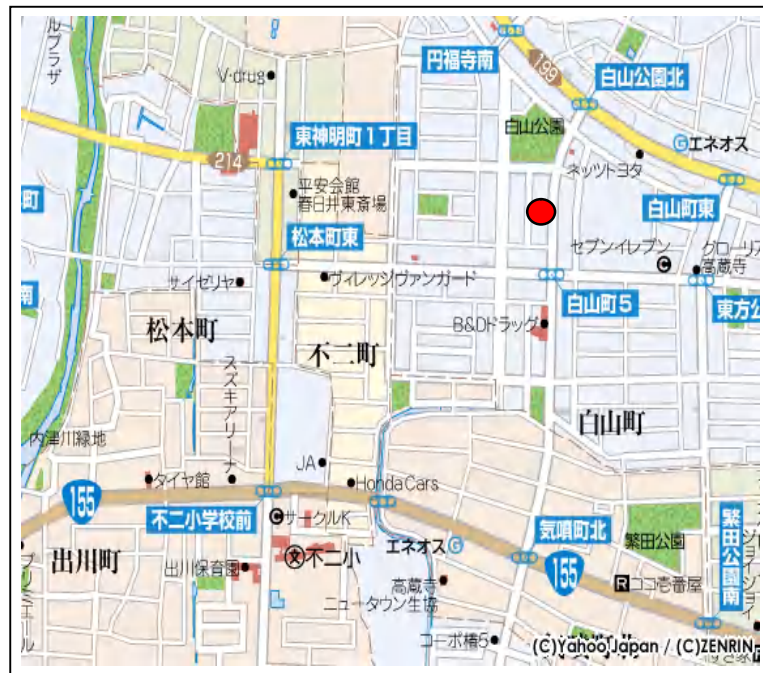 ルプラザ
V・drug
円福寺南
199
白山公園北
白山公園
エネオス
東神明町1丁目
214
ネッツトヨタ
町
平安会館
春日井東斎場
白山町東
松本町東
セブンイレブン
グローリア
高蔵寺
南
サイゼリヤ
ヴィレッジヴァンガード
白山町5
東方公
B&Dドラッグ
松本町
不二町
スズキアリーナ
白山町
内津川緑地
JA
タイヤ館
Honda Cars
155
不二小学校前
サークルK
気噴町北
繁田公園南
繁田公園
エネオス
出川町
文
不二小
出川保育園
155
高蔵寺
ニュータウン生協
R
ココ壱番屋
コーポ椿5
(C)Yahoo Japan / (C)ZENRIN